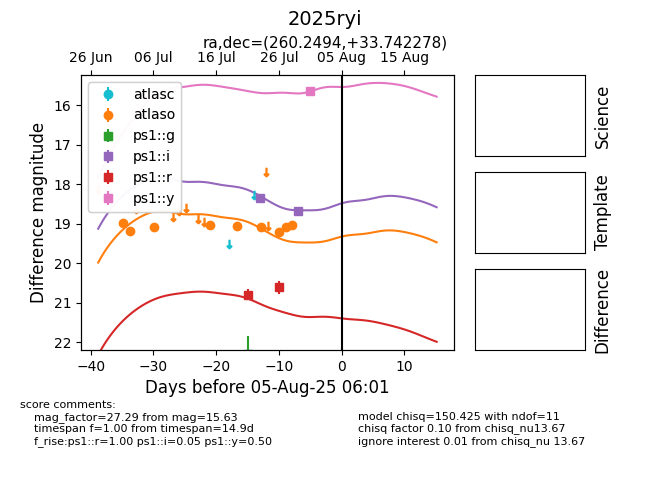 2025ryi
ra,dec=(260.2494,+33.742278)
26 Jun 06 Jul 16 Jul 26 Jul 05 Aug 15 Aug
atlasc
atlaso
ps1::g
ps1::i
ps1::r
ps1::y
16
17
18
19
20
21
22
Difference magnitude
−40 −30 −20 −10 0 10
Days before 05-Aug-25 06:01
Science
Template
Difference
score comments:
mag_factor=27.29 from mag=15.63
timespan f=1.00 from timespan=14.9d
f_rise:ps1::r=1.00 ps1::i=0.05 ps1::y=0.50
model chisq=150.425 with ndof=11
chisq factor 0.10 from chisq_nu13.67
ignore interest 0.01 from chisq_nu 13.67